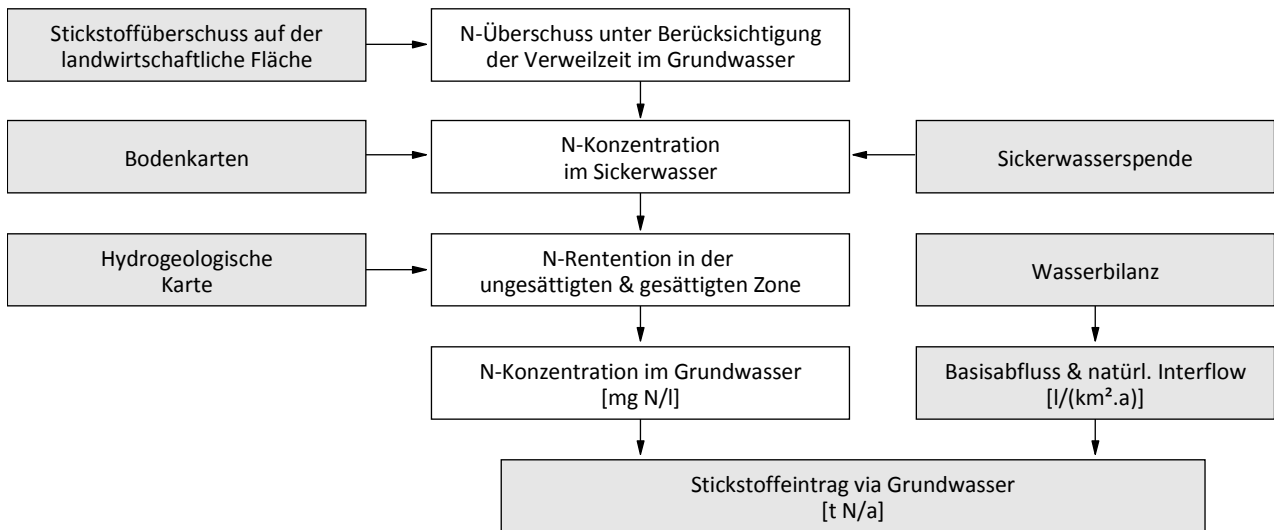 Stickstoffüberschuss auf der
landwirtschaftliche Fläche
N-Überschuss unter Berücksichtigung
der Verweilzeit im Grundwasser
Bodenkarten
N-Konzentration
im Sickerwasser
Sickerwasserspende
Hydrogeologische
Karte
N-Rentention in der
ungesättigten & gesättigten Zone
Wasserbilanz
N-Konzentration im Grundwasser
[mg N/l]
Basisabfluss & natürl. Interflow
[l/(km².a)]
Stickstoffeintrag via Grundwasser
[t N/a]